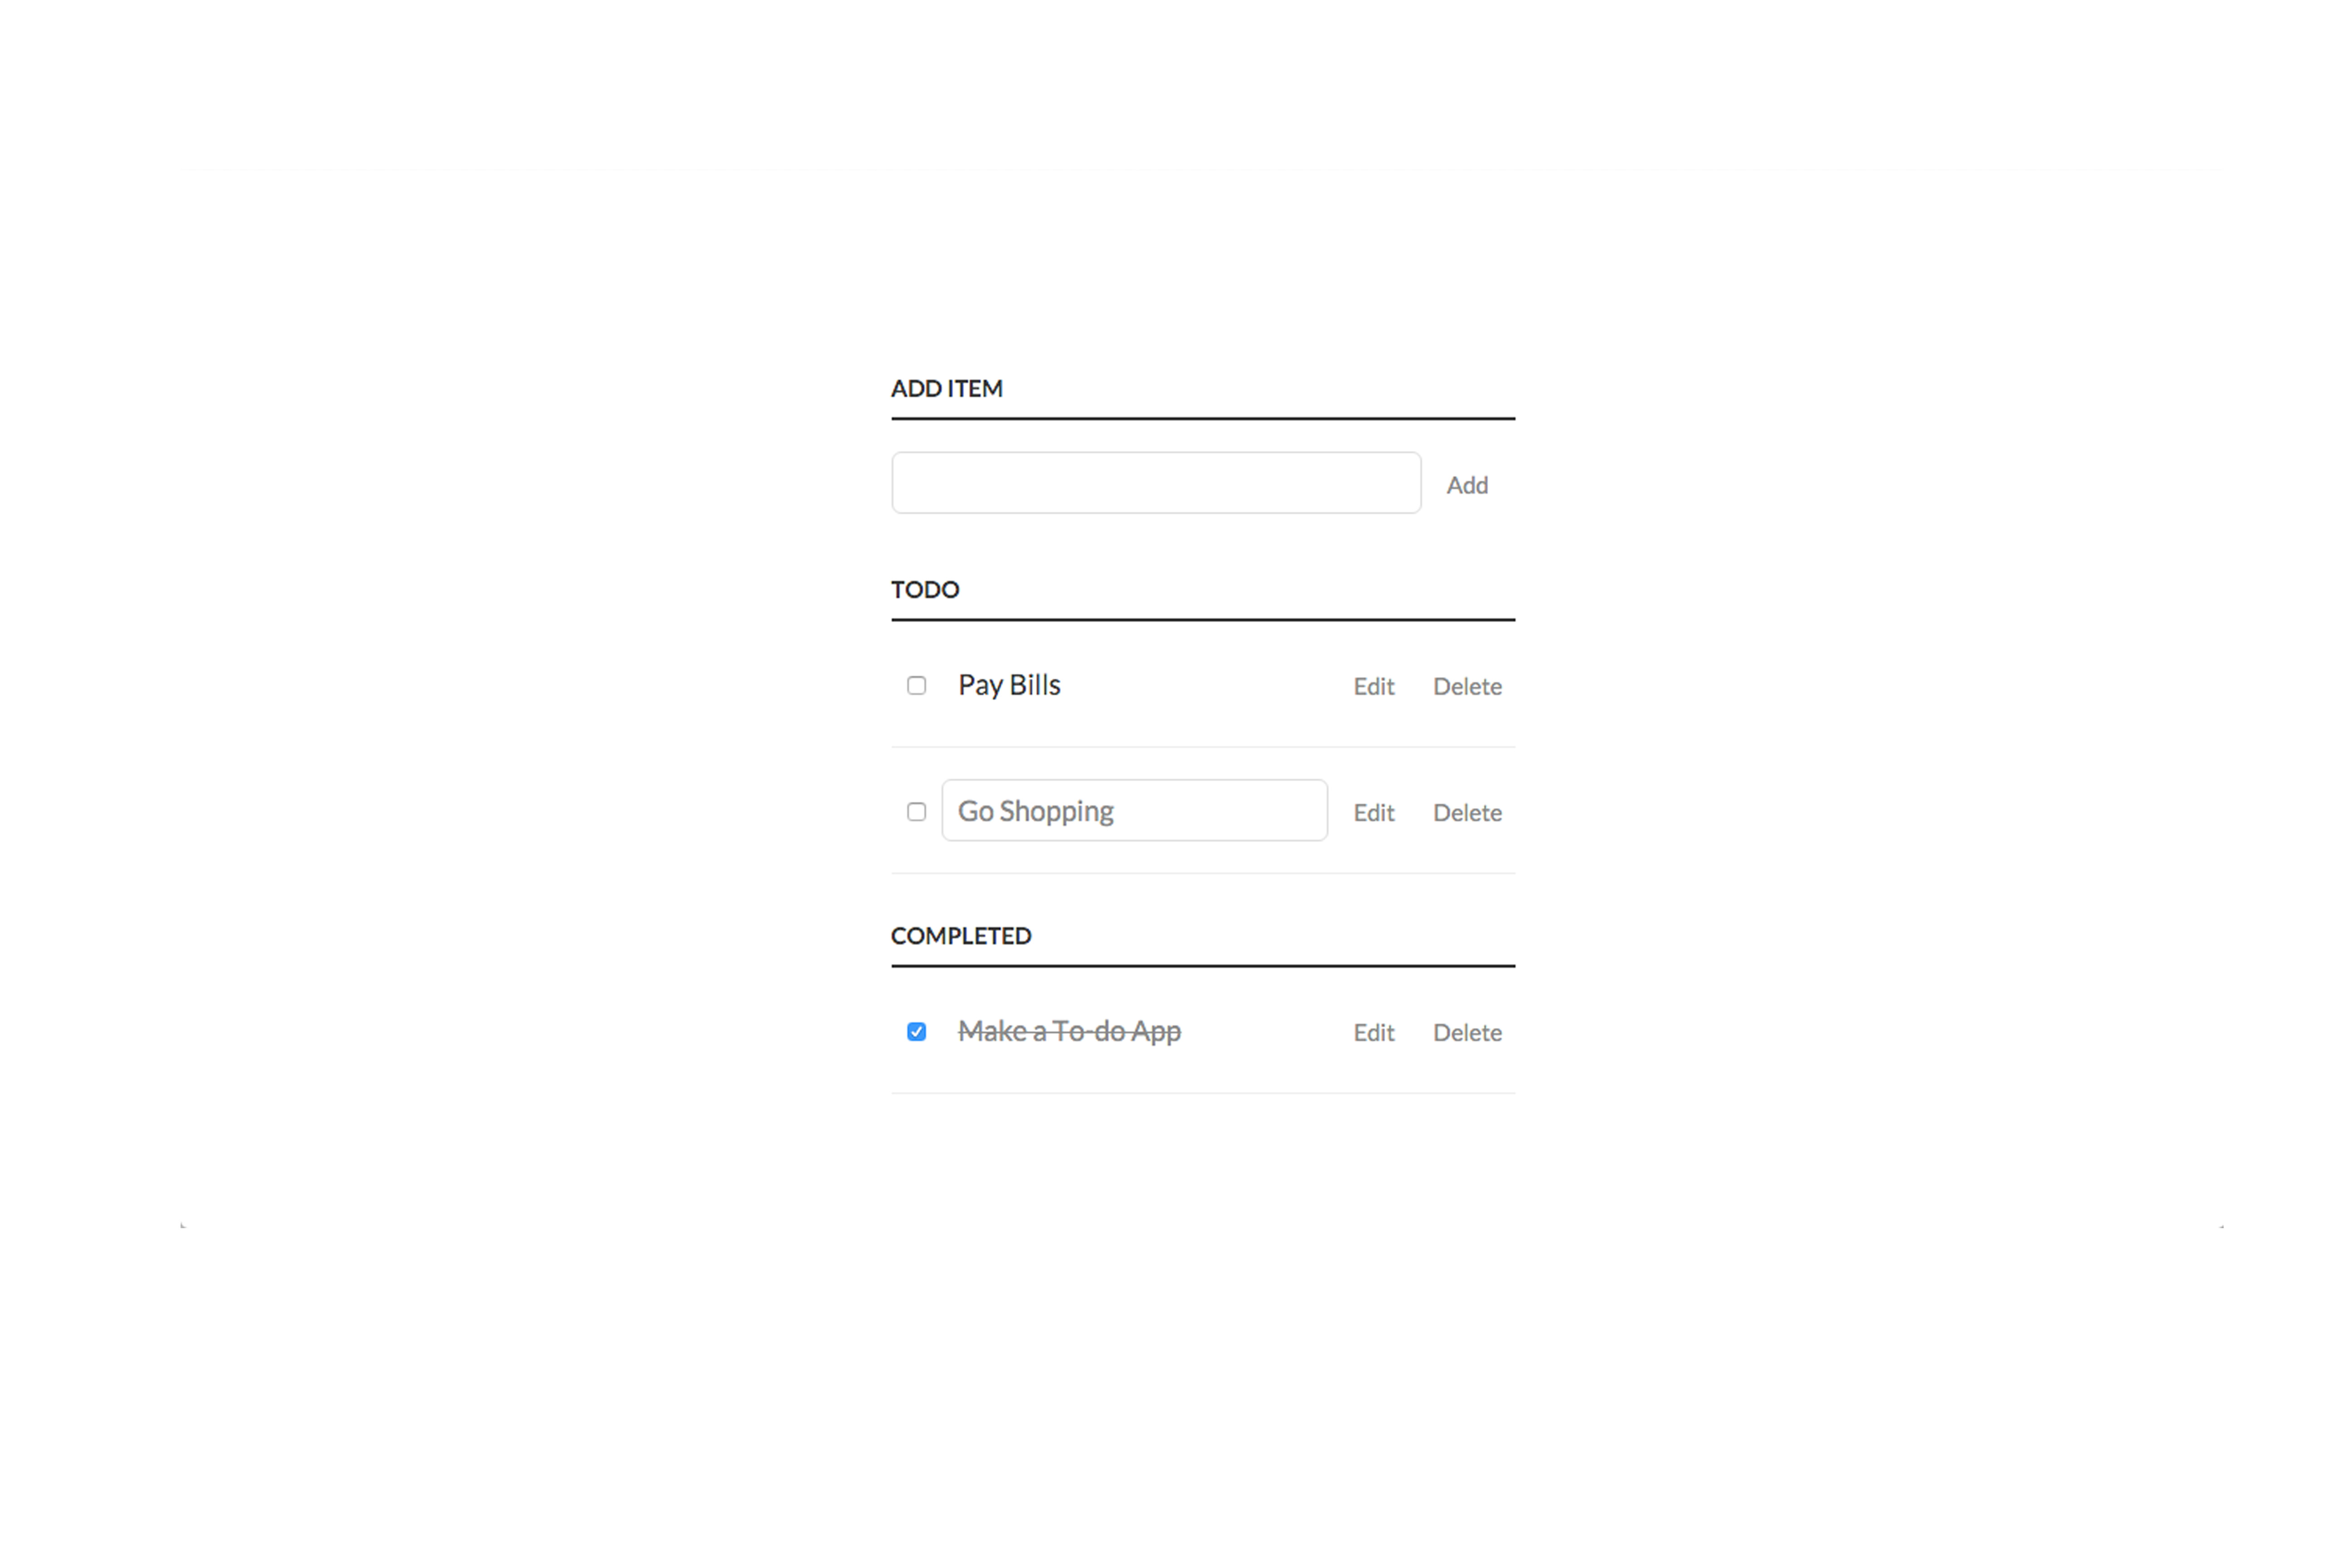 ADD ITEM
Add
TODO
Pay Bills Edit Delete
Go Shopping Edit Delete
COMPLETED
Make a To-do App Edit Delete